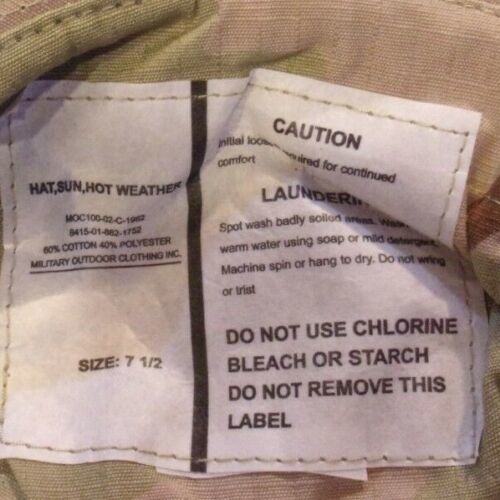 HAT,SUN,HOT WEATHER
MOC100-02-C-1962
8415-01-882-1752
60% COTTON 40% POLYESTER
MILITARY OUTDOOR CLOTHING INC.
SIZE: 7 1/2
CAUTION
Initial required for continued
comfort
Spot wash badly soiled areas.
warm water using soap or mild
Machine spin or hang to dry. Do not wring
or trist
DO NOT USE CHLORINE
BLEACH OR STARCH
DO NOT REMOVE THIS
LABEL